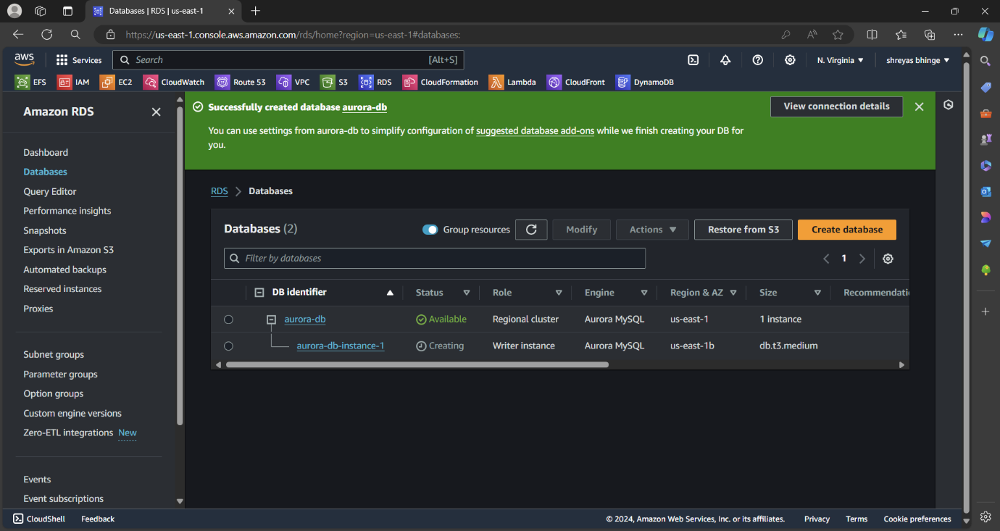 Databases | RDS | us-east-1
https://us-east-1.console.aws.amazon.com/rds/home?region=us-east-1#databases:
aws Services Search [Alt+S] N. Virginia shreyas bhinge
EFS IAM EC2 CloudWatch Route 53 VPC S3 RDS CloudFormation Lambda CloudFront DynamoDB
Amazon RDS
Dashboard
Databases
Query Editor
Performance insights
Snapshots
Exports in Amazon S3
Automated backups
Reserved instances
Proxies
Subnet groups
Parameter groups
Option groups
Custom engine versions
Zero-ETL integrations New
Events
Event subscriptions
Successfully created database aurora-db View connection details
You can use settings from aurora-db to simplify configuration of suggested database add-ons while we finish creating your DB for
you.
RDS Databases
Databases (2) Group resources Modify Actions Restore from S3 Create database
Filter by databases 1
DB identifier Status Role Engine Region & AZ Size Recommendati
aurora-db Available Regional cluster Aurora MySQL us-east-1 1 instance
aurora-db-instance-1 Creating Writer instance Aurora MySQL us-east-1b db.t3.medium
CloudShell Feedback © 2024, Amazon Web Services, Inc. or its affiliates. Privacy Terms Cookie preferences